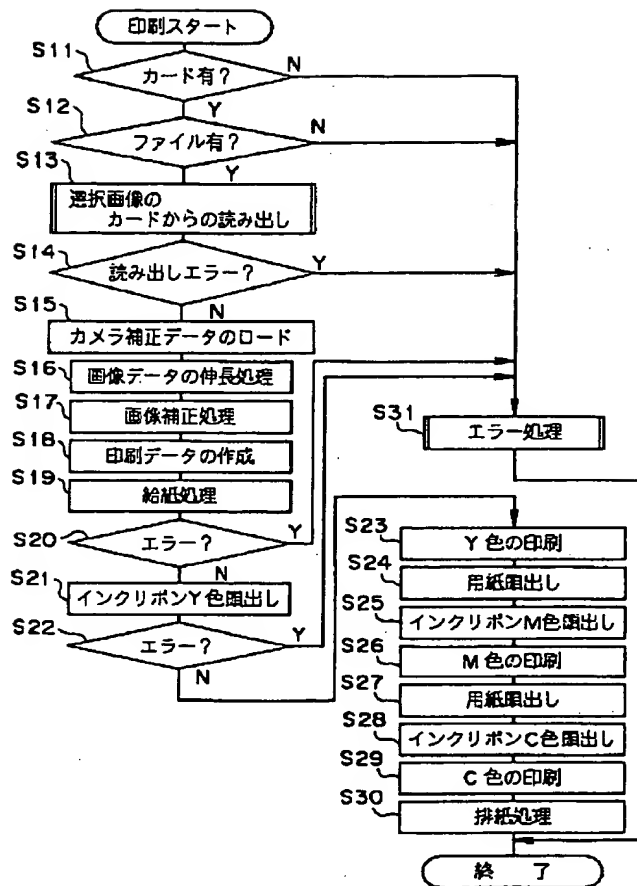 印刷スタート
S11
カード有?
N
Y
S12
ファイル有?
N
Y
S13
選択画像の
カードからの読み出し
S14
読み出しエラー?
Y
N
S15
カメラ補正データのロード
S16
画像データの伸長処理
S17
画像補正処理
S18
印刷データの作成
S19
給紙処理
S20
エラー?
Y
N
S21
インクリボンY色頭出し
S22
エラー?
Y
N
S31
エラー処理
S23
Y色の印刷
S24
用紙頭出し
S25
インクリボンM色頭出し
S26
M色の印刷
S27
用紙頭出し
S28
インクリボンC色頭出し
S29
C色の印刷
S30
排紙処理
終 了